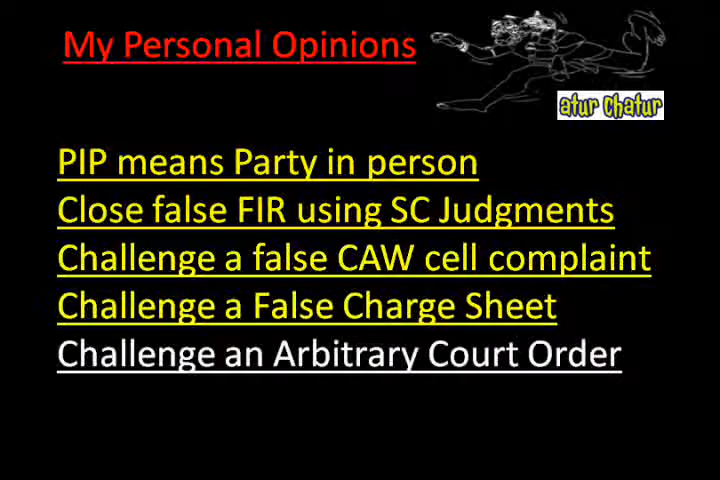 My Personal Opinions
atur chatur
PIP means Party in person
Close false FIR using SC Judgments
Challenge a false CAW cell complaint
Challenge a False Charge Sheet
Challenge an Arbitrary Court Order